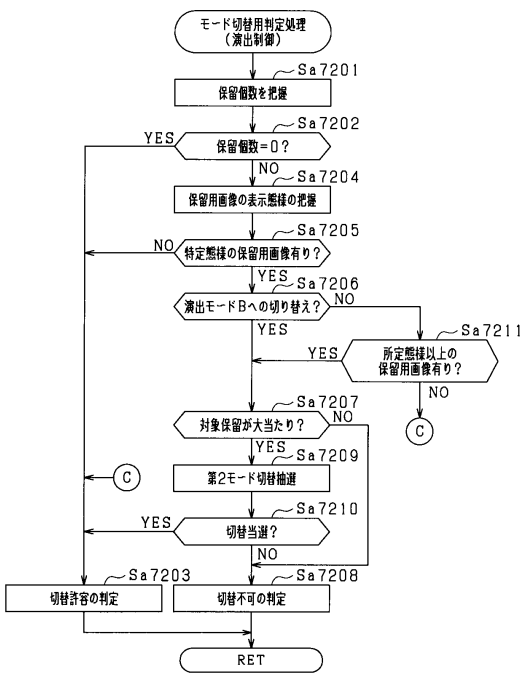 モード切替用判定処理
(演出制御)
Sa7201
保留個数を把握
Sa7202
保留個数=0?
YES
NO
Sa7204
保留用画像の表示態様の把握
Sa7205
特定態様の保留用画像有り?
NO
YES
Sa7206
演出モードBへの切り替え?
NO
YES
Sa7211
所定態様以上の
保留用画像有り?
YES
NO
C
Sa7207
対象保留が大当たり?
NO
YES
Sa7209
第2モード切替抽選
C
Sa7210
切替当選?
YES
NO
Sa7203
切替許容の判定
Sa7208
切替不可の判定
RET